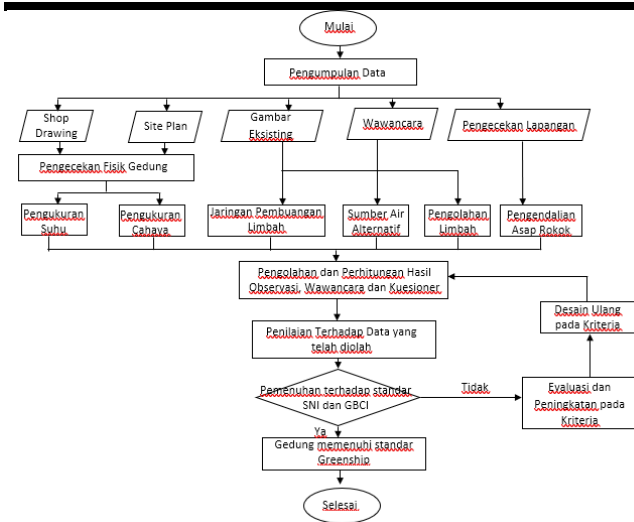 Mulai
Pengumpulan Data
Shop
Drawing
Site Plan
Gambar
Eksisting
Wawancara
Pengecekan Lapangan
Pengecekan Fisik Gedung
Pengukuran
Suhu
Pengukuran
Cahaya
Jaringan Pembuangan
Limbah
Sumber Air
Alternatif
Pengolahan
Limbah
Pengendalian
Asap Rokok
Pengolahan dan Perhitungan Hasil
Observasi, Wawancara dan Kuesioner
Desain Ulang
pada Kriteria
Penilaian Terhadap Data yang
telah diolah
Pemenuhan terhadap standar
SNI dan GBCI
Tidak
Evaluasi dan
Peningkatan pada
Kriteria
Ya
Gedung memenuhi standar
Greenship
Selesai